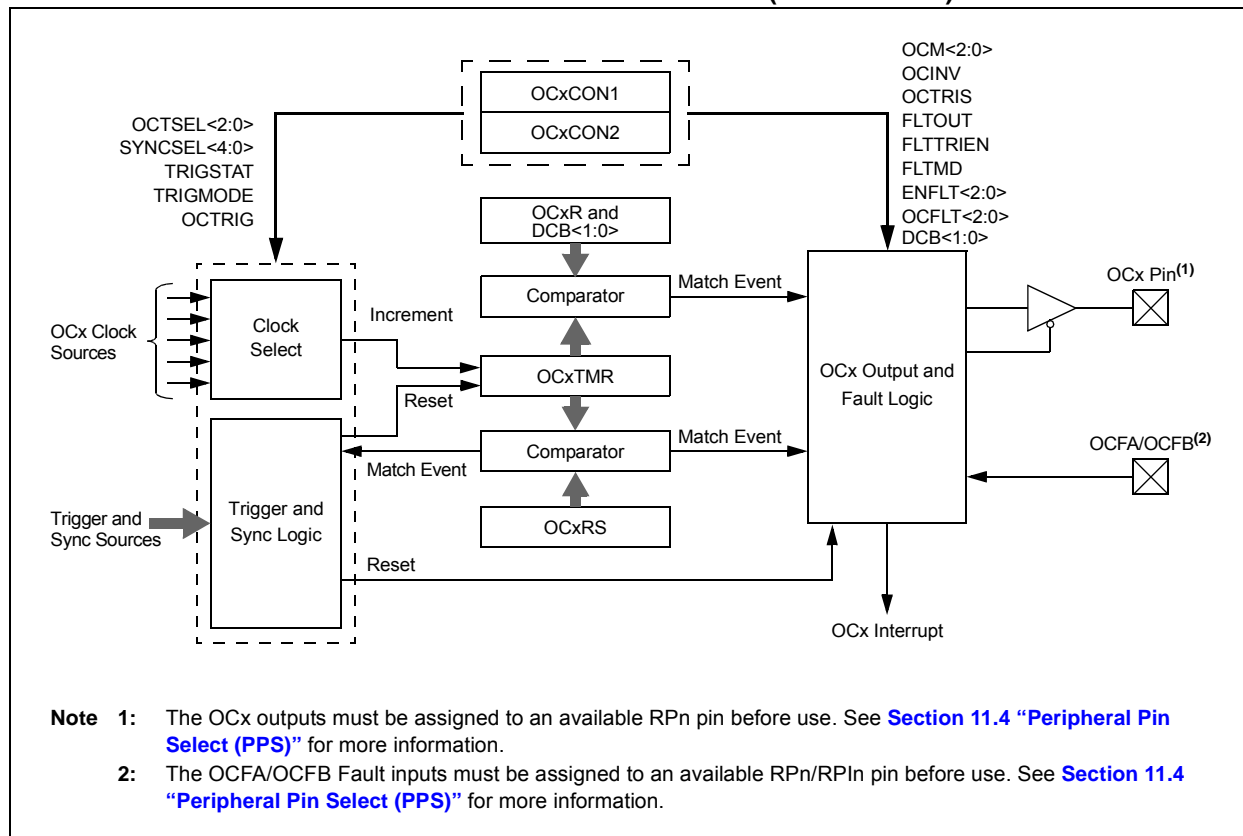 OCxCON1
OCxCON2
OCTSEL<2:0>
SYNCSEL<4:0>
TRIGSTAT
TRIGMODE
OCTRIG
OCM<2:0>
OCINV
OCTRIS
FLTOUT
FLTTRIEN
FLTMD
ENFLT<2:0>
OCFLT<2:0>
DCB<1:0>
OCxR and
DCB<1:0>
Comparator
Match Event
OCx Pin(1)
OCx Clock
Sources
Clock
Select
Increment
OCxTMR
Reset
OCx Output and
Fault Logic
Comparator
Match Event
Match Event
OCFA/OCFB(2)
Trigger and
Sync Sources
Trigger and
Sync Logic
OCxRS
Reset
OCx Interrupt
Note 1: The OCx outputs must be assigned to an available RPn pin before use. See Section 11.4 “Peripheral Pin
Select (PPS)” for more information.
2: The OCFA/OCFB Fault inputs must be assigned to an available RPn/RPIn pin before use. See Section 11.4
“Peripheral Pin Select (PPS)” for more information.